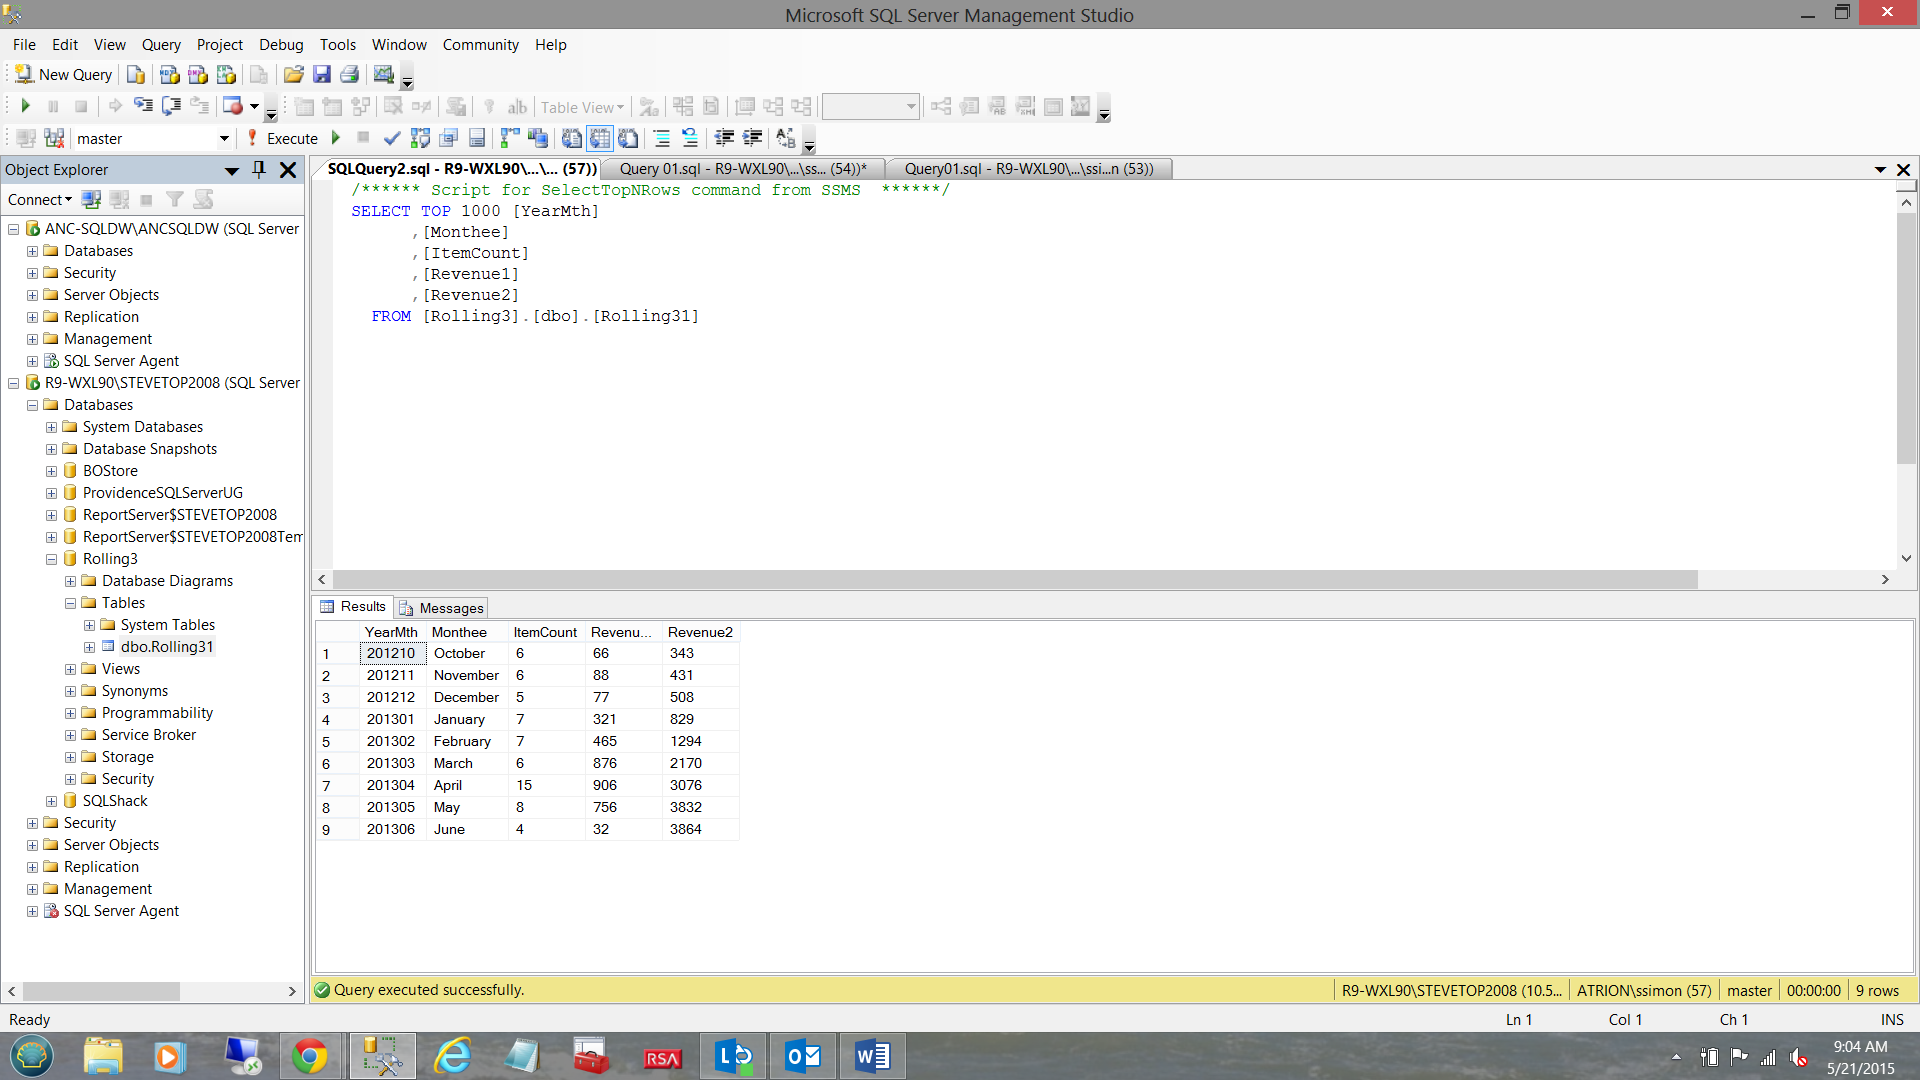 Microsoft SQL Server Management Studio
File Edit View Query Project Debug Tools Window Community Help
New Query
Table View
master Execute
Object Explorer
SQLQuery2.sql - R9-WXL90\...\... (57)) Query 01.sql - R9-WXL90\...\ss... (54))* Query01.sql - R9-WXL90\...\ssi...n (53))
Connect
ANC-SQLDW\ANCSQLDW (SQL Server
Databases
Security
Server Objects
Replication
Management
SQL Server Agent
R9-WXL90\STEVETOP2008 (SQL Server
Databases
System Databases
Database Snapshots
BOStore
ProvidenceSQLServerUG
ReportServer$STEVETOP2008
ReportServer$STEVETOP2008Tem
Rolling3
Database Diagrams
Tables
System Tables
dbo.Rolling31
Views
Synonyms
Programmability
Service Broker
Storage
Security
SQLShack
Security
Server Objects
Replication
Management
SQL Server Agent
/****** Script for SelectTopNRows command from SSMS  ******/
SELECT TOP 1000 [YearMth]
,[Monthee]
,[ItemCount]
,[Revenue1]
,[Revenue2]
FROM [Rolling3].[dbo].[Rolling31]
Results Messages
YearMth Monthee ItemCount Revenu... Revenue2
1 201210 October 6 66 343
2 201211 November 6 88 431
3 201212 December 5 77 508
4 201301 January 7 321 829
5 201302 February 7 465 1294
6 201303 March 6 876 2170
7 201304 April 15 906 3076
8 201305 May 8 756 3832
9 201306 June 4 32 3864
Query executed successfully. R9-WXL90\STEVETOP2008 (10.5... ATRION\ssimon (57) master 00:00:00 9 rows
Ready Ln 1 Col 1 Ch 1 INS
RSA
9:04 AM
5/21/2015